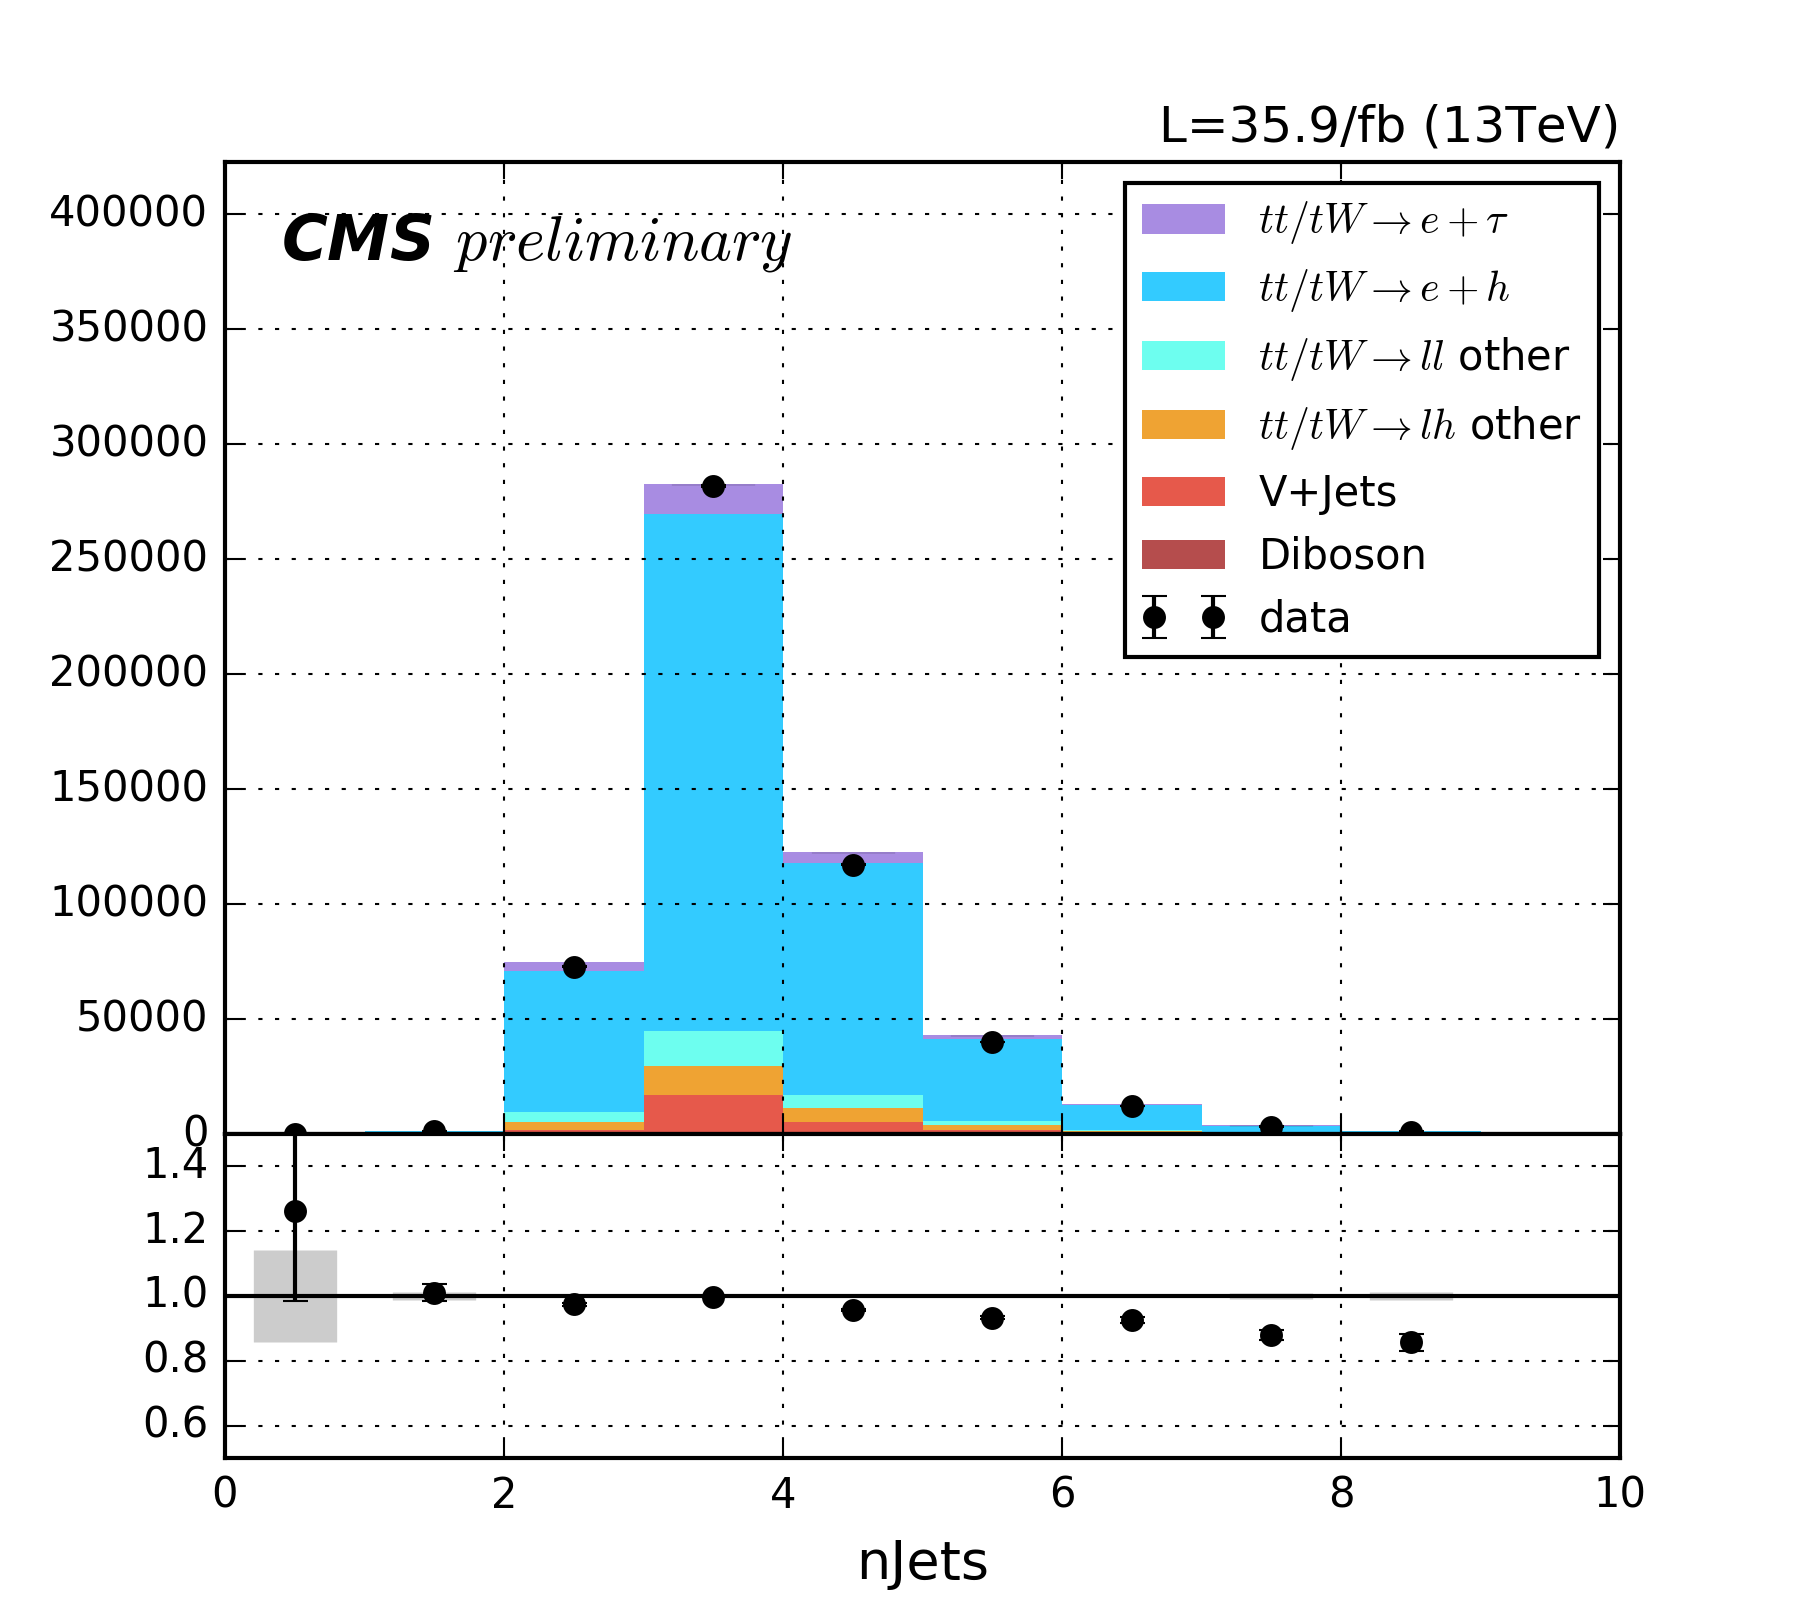 L=35.9/fb (13TeV)
CMS preliminary
400000
350000
300000
250000
200000
150000
100000
50000
0
tt/tW→e+τ
tt/tW→e+h
tt/tW→ll other
tt/tW→lh other
V+Jets
Diboson
data
1.4
1.2
1.0
0.8
0.6
0 2 4 6 8 10
nJets